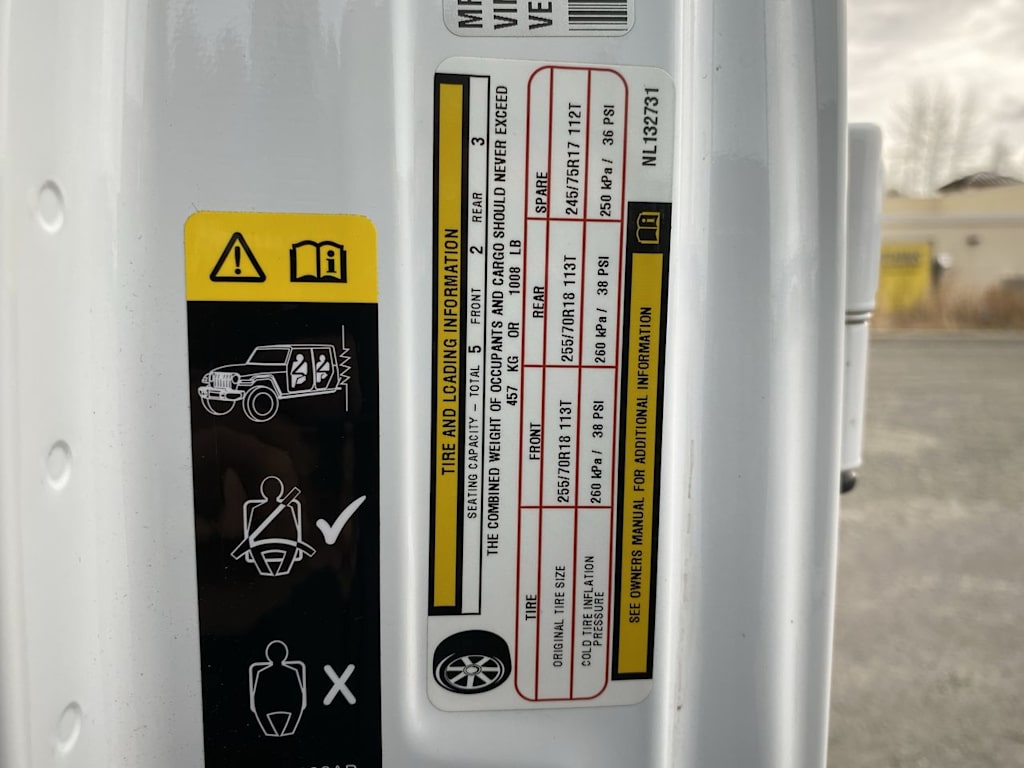 MF
VIN
VE
TIRE AND LOADING INFORMATION
SEATING CAPACITY – TOTAL 5 FRONT 2 REAR 3
THE COMBINED WEIGHT OF OCCUPANTS AND CARGO SHOULD NEVER EXCEED
457 KG OR 1008 LB
TIRE FRONT REAR SPARE
ORIGINAL TIRE SIZE 255/70R18 113T 255/70R18 113T 245/75R17 112T
COLD TIRE INFLATION PRESSURE 260 kPa / 38 PSI 260 kPa / 38 PSI 250 kPa / 36 PSI
SEE OWNERS MANUAL FOR ADDITIONAL INFORMATION
NL132731